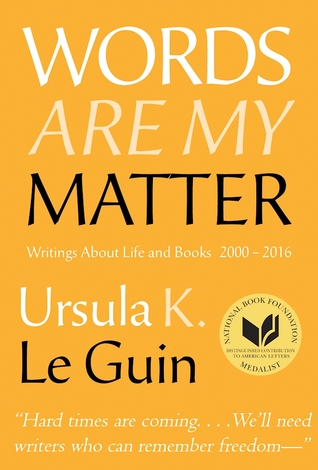 WORDS
ARE MY
MATTER
Writings About Life and Books 2000 – 2016
Ursula K.
Le Guin
NATIONAL BOOK FOUNDATION
DISTINGUISHED CONTRIBUTION
TO AMERICAN LETTERS
MEDALIST
“Hard times are coming. . . .We’ll need
writers who can remember freedom—”